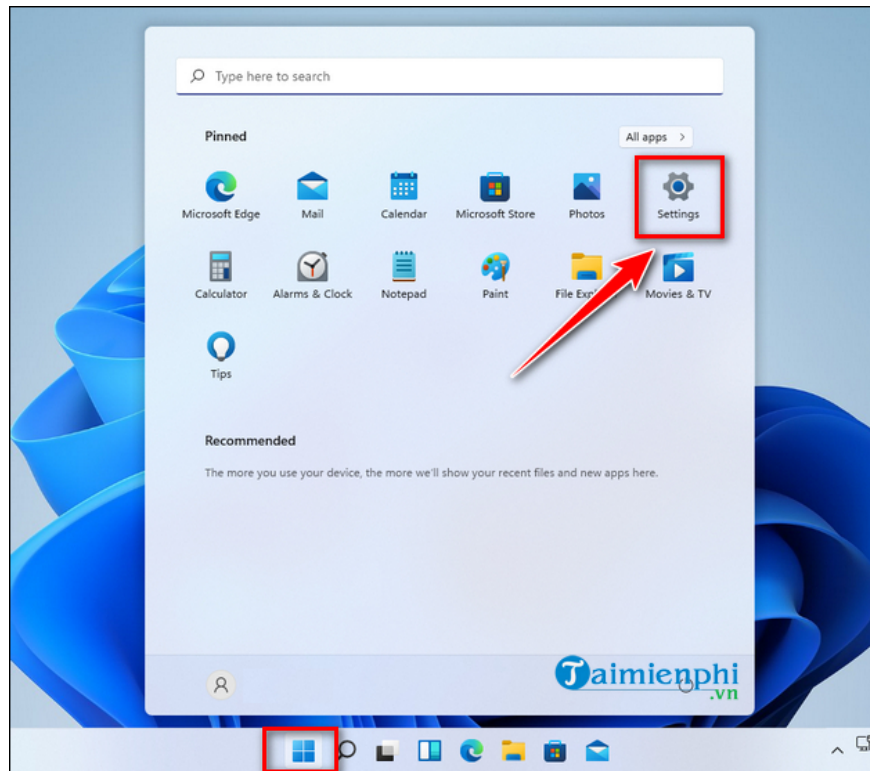 Type here to search
Pinned
All apps >
Microsoft Edge Mail Calendar Microsoft Store Photos Settings
Calculator Alarms & Clock Notepad Paint File Movies & TV
Tips
Recommended
The more you use your device, the more we'll show your recent files and new apps here.
Taimienphi
.vn